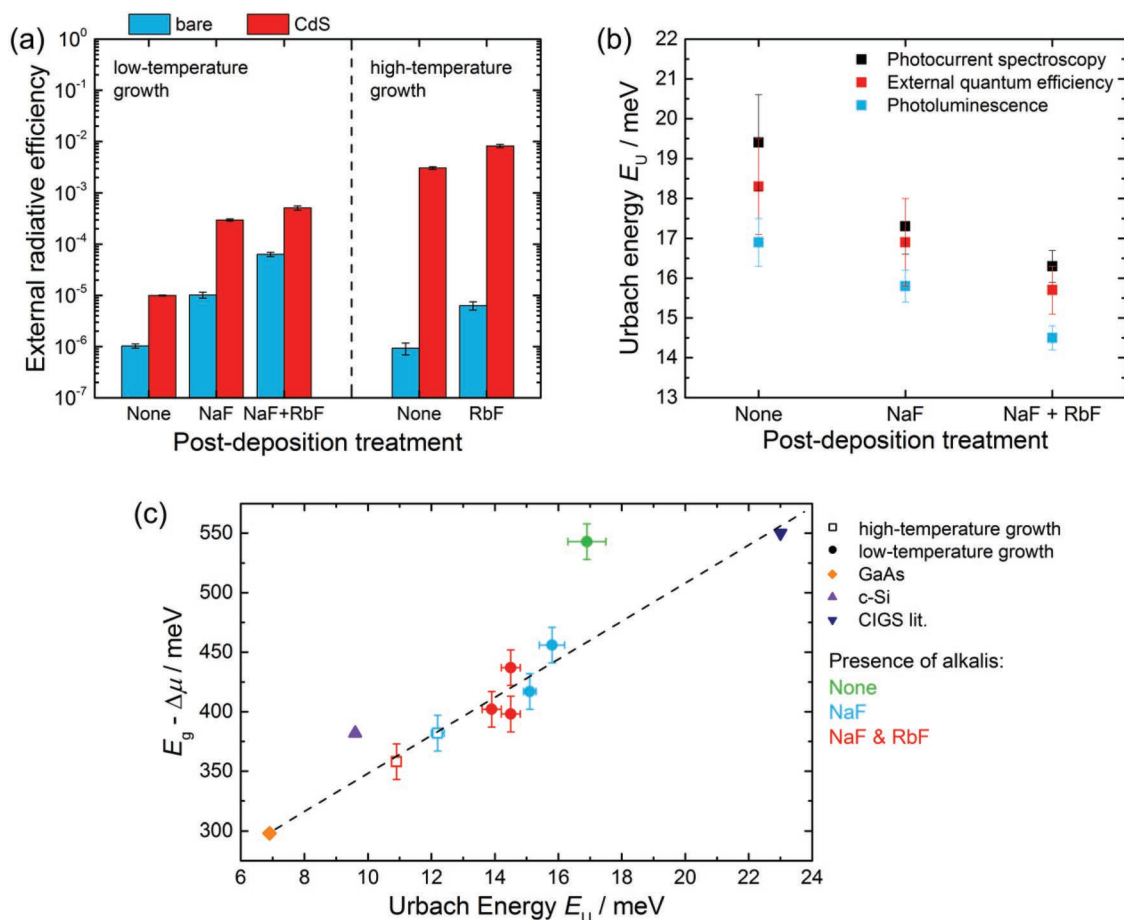 (a)
bare
CdS
10^0
10^-1
10^-2
10^-3
10^-4
10^-5
10^-6
10^-7
External radiative efficiency
low-temperature
growth
high-temperature
growth
None
NaF
NaF+RbF
None
RbF
Post-deposition treatment
(b)
22
21
20
19
18
17
16
15
14
13
Urbach energy E_U / meV
Photocurrent spectroscopy
External quantum efficiency
Photoluminescence
None
NaF
NaF + RbF
Post-deposition treatment
(c)
550
500
450
400
350
300
E_g - Δμ / meV
6
8
10
12
14
16
18
20
22
24
Urbach Energy E_U / meV
high-temperature growth
low-temperature growth
GaAs
c-Si
CIGS lit.
Presence of alkalis:
None
NaF
NaF & RbF